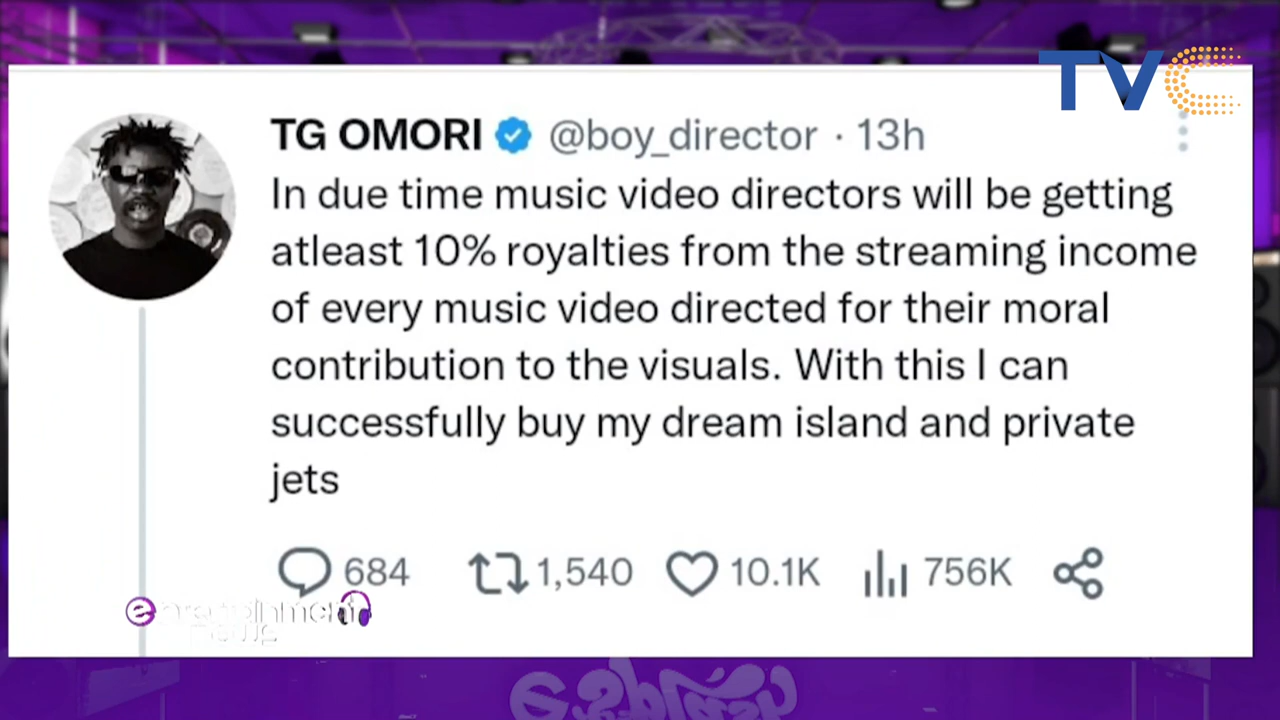 TVC
TG OMORI @boy_director · 13h
In due time music video directors will be getting
atleast 10% royalties from the streaming income
of every music video directed for their moral
contribution to the visuals. With this I can
successfully buy my dream island and private
jets
684 1,540 10.1K 756K
entertainment
news